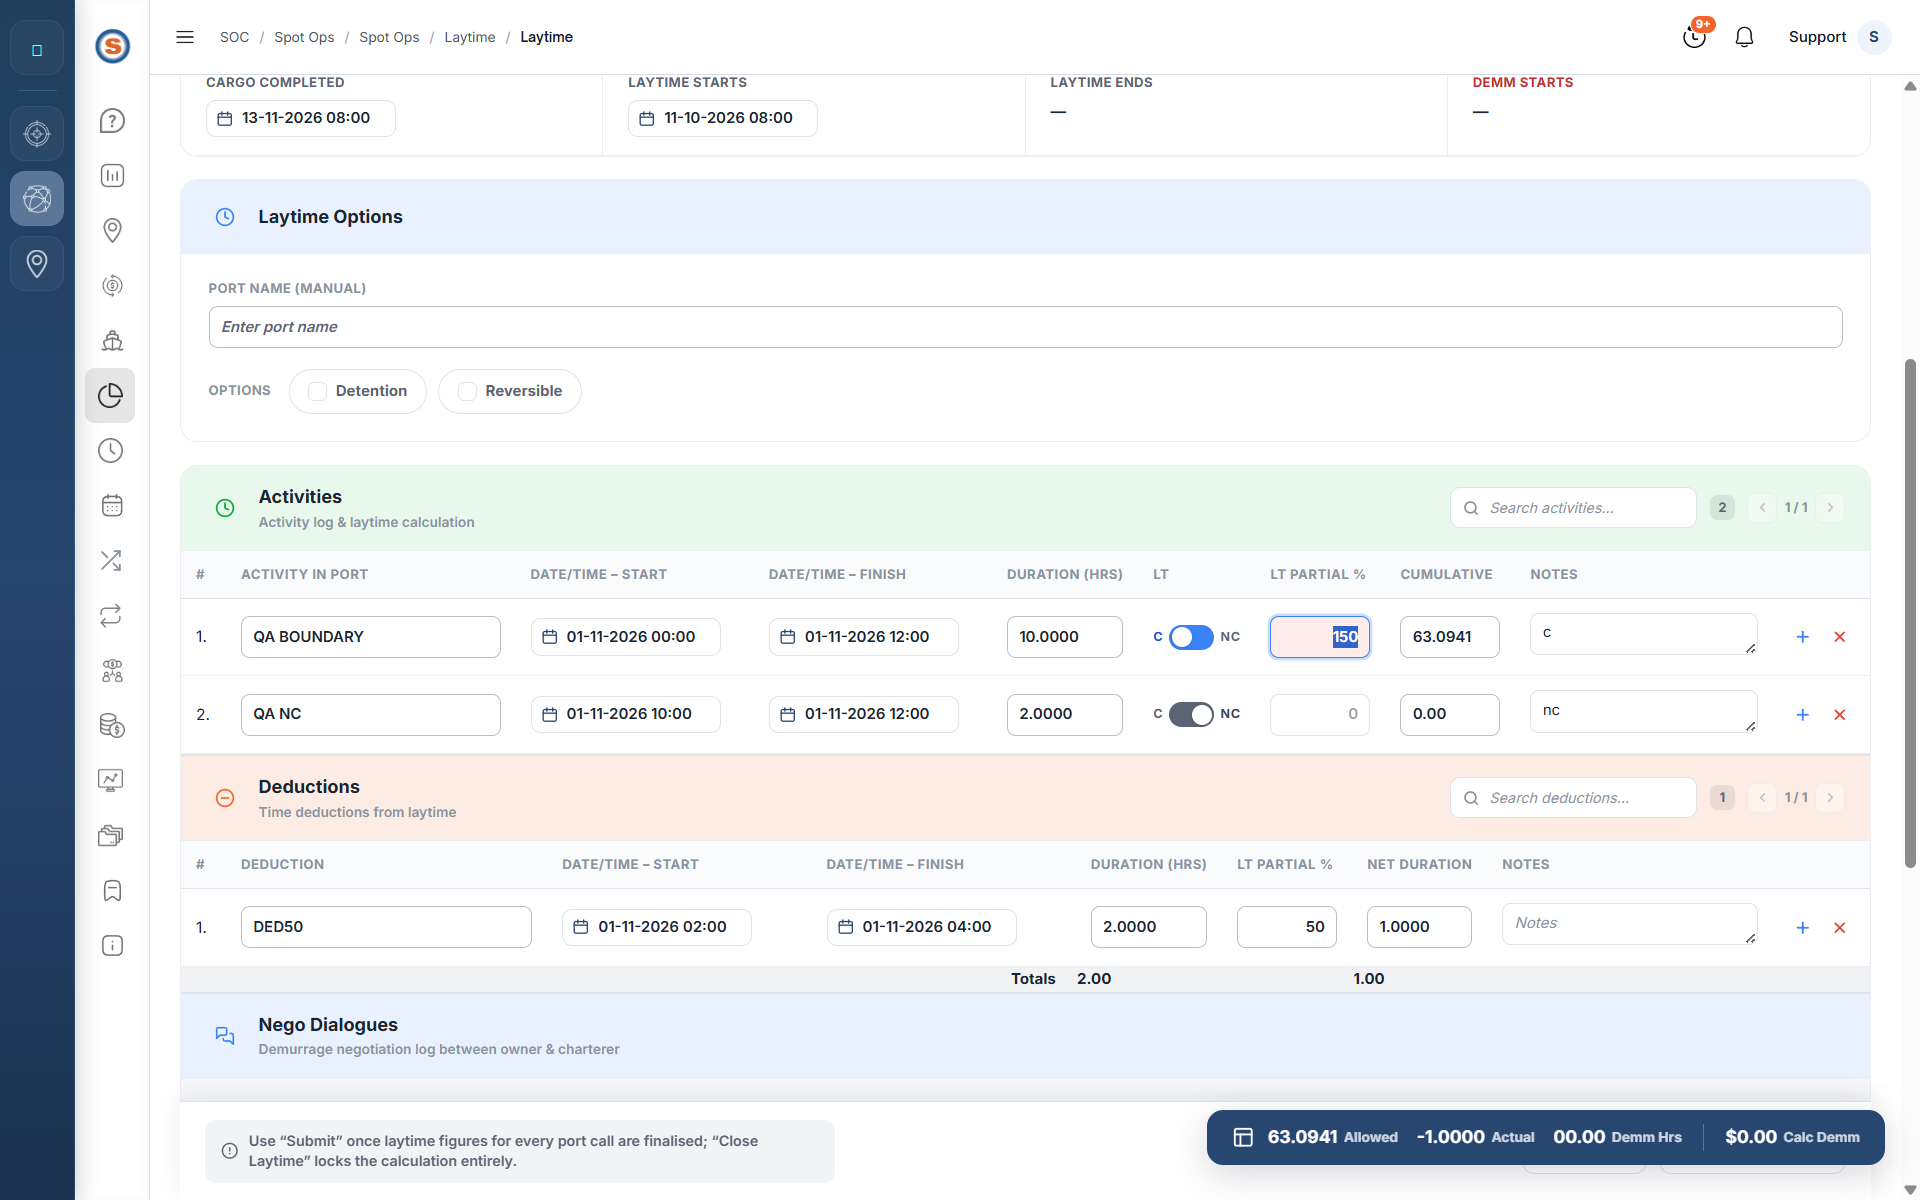 SOC / Spot Ops / Spot Ops / Laytime / Laytime
9+
Support S
CARGO COMPLETED
13-11-2026 08:00
LAYTIME STARTS
11-10-2026 08:00
LAYTIME ENDS
—
DEMM STARTS
—
Laytime Options
PORT NAME (MANUAL)
Enter port name
OPTIONS Detention Reversible
Activities
Activity log & laytime calculation
Search activities... 2 1 / 1
# ACTIVITY IN PORT DATE/TIME – START DATE/TIME – FINISH DURATION (HRS) LT LT PARTIAL % CUMULATIVE NOTES
1. QA BOUNDARY 01-11-2026 00:00 01-11-2026 12:00 10.0000 C NC 150 63.0941 c
2. QA NC 01-11-2026 10:00 01-11-2026 12:00 2.0000 C NC 0 0.00 nc
Deductions
Time deductions from laytime
Search deductions... 1 1 / 1
# DEDUCTION DATE/TIME – START DATE/TIME – FINISH DURATION (HRS) LT PARTIAL % NET DURATION NOTES
1. DED50 01-11-2026 02:00 01-11-2026 04:00 2.0000 50 1.0000 Notes
Totals 2.00 1.00
Nego Dialogues
Demurrage negotiation log between owner & charterer
Use “Submit” once laytime figures for every port call are finalised; “Close
Laytime” locks the calculation entirely.
63.0941 Allowed -1.0000 Actual 00.00 Demm Hrs $0.00 Calc Demm